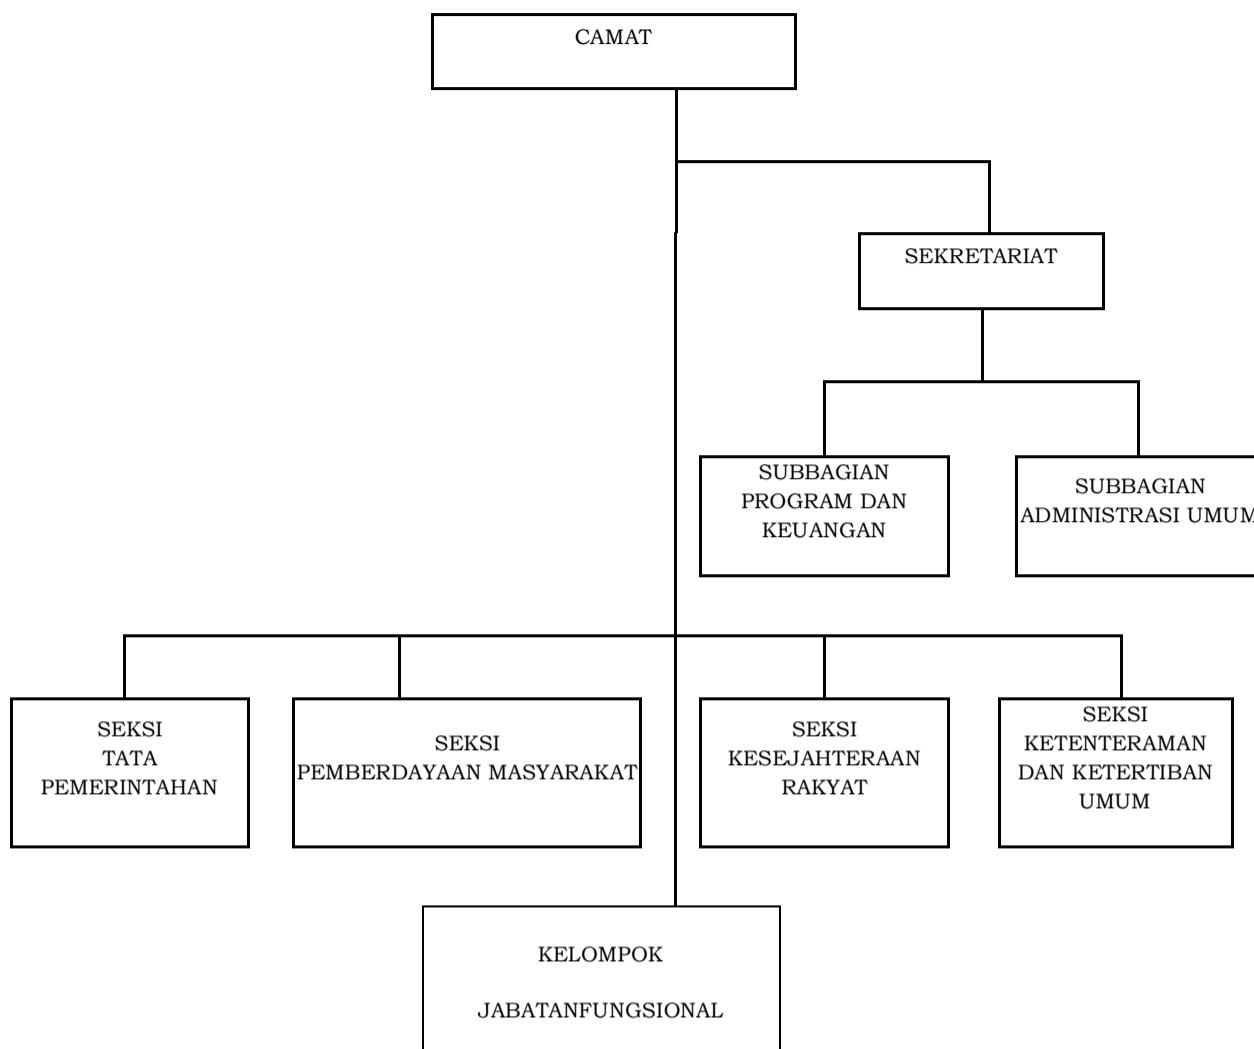 CAMAT
SEKRETARIAT
SUBBAGIAN
PROGRAM DAN
KEUANGAN
SUBBAGIAN
ADMINISTRASI UMUM
SEKSI
TATA
PEMERINTAHAN
SEKSI
PEMBERDAYAAN MASYARAKAT
SEKSI
KESEJAHTERAAN
RAKYAT
SEKSI
KETENTERAMAN
DAN KETERTIBAN
UMUM
KELOMPOK
JABATANFUNGSIONAL